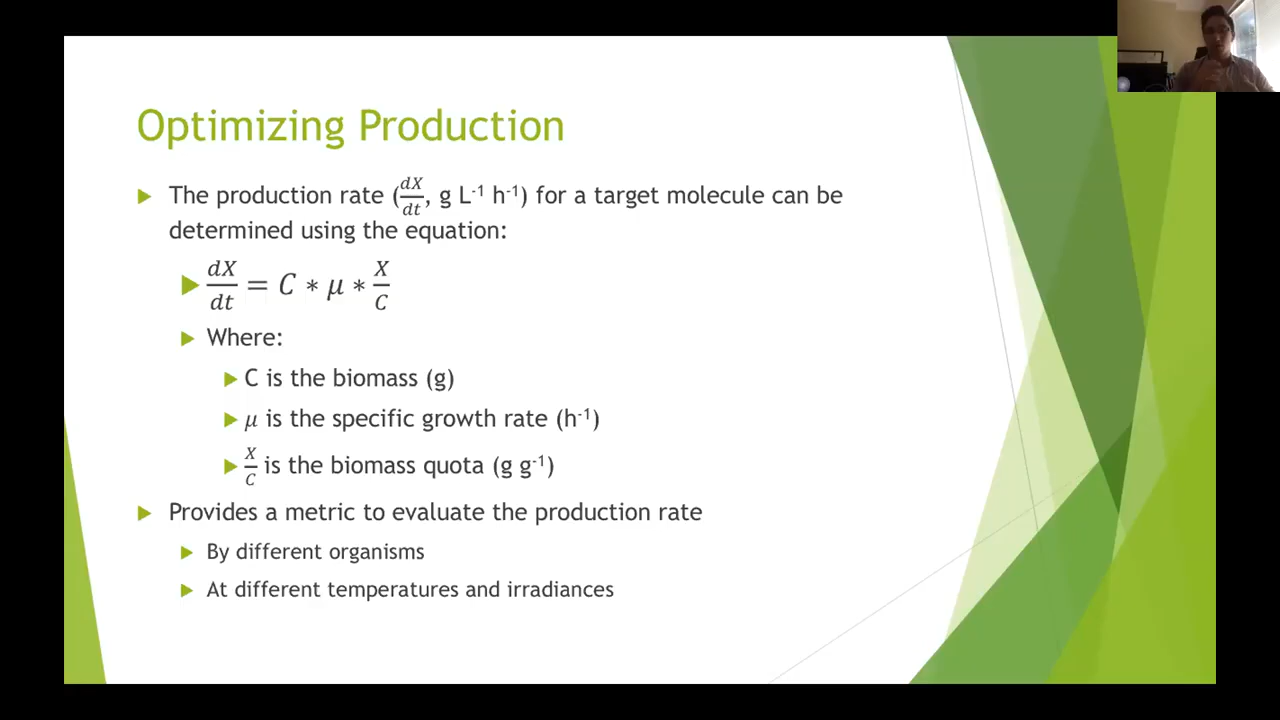 Optimizing Production
The production rate (dX/dt, g L⁻¹ h⁻¹) for a target molecule can be
determined using the equation:
dX/dt = C * μ * X/C
Where:
C is the biomass (g)
μ is the specific growth rate (h⁻¹)
X/C is the biomass quota (g g⁻¹)
Provides a metric to evaluate the production rate
By different organisms
At different temperatures and irradiances